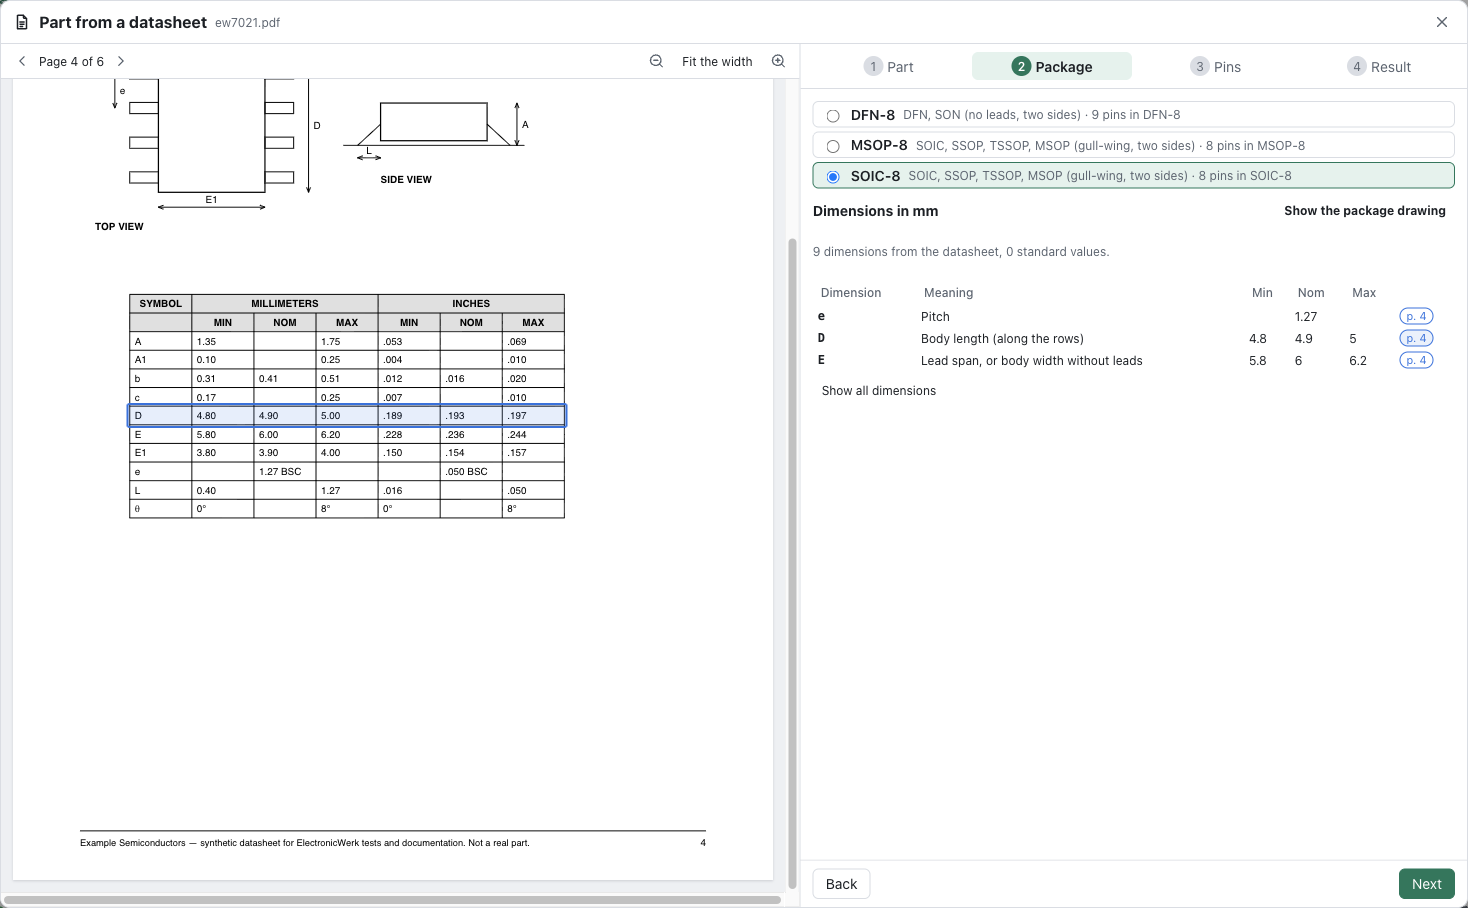 Part from a datasheet ew7021.pdf
Page 4 of 6
Fit the width
1 Part
2 Package
3 Pins
4 Result
e
D
E1
TOP VIEW
A
L
SIDE VIEW
SYMBOL MILLIMETERS INCHES
MIN NOM MAX MIN NOM MAX
A 1.35 1.75 .053 .069
A1 0.10 0.25 .004 .010
b 0.31 0.41 0.51 .012 .016 .020
c 0.17 0.25 .007 .010
D 4.80 4.90 5.00 .189 .193 .197
E 5.80 6.00 6.20 .228 .236 .244
E1 3.80 3.90 4.00 .150 .154 .157
e 1.27 BSC .050 BSC
L 0.40 1.27 .016 .050
θ 0° 8° 0° 8°
Example Semiconductors — synthetic datasheet for ElectronicWerk tests and documentation. Not a real part. 4
DFN-8 DFN, SON (no leads, two sides) · 9 pins in DFN-8
MSOP-8 SOIC, SSOP, TSSOP, MSOP (gull-wing, two sides) · 8 pins in MSOP-8
SOIC-8 SOIC, SSOP, TSSOP, MSOP (gull-wing, two sides) · 8 pins in SOIC-8
Dimensions in mm Show the package drawing
9 dimensions from the datasheet, 0 standard values.
Dimension Meaning Min Nom Max
e Pitch 1.27 p. 4
D Body length (along the rows) 4.8 4.9 5 p. 4
E Lead span, or body width without leads 5.8 6 6.2 p. 4
Show all dimensions
Back
Next